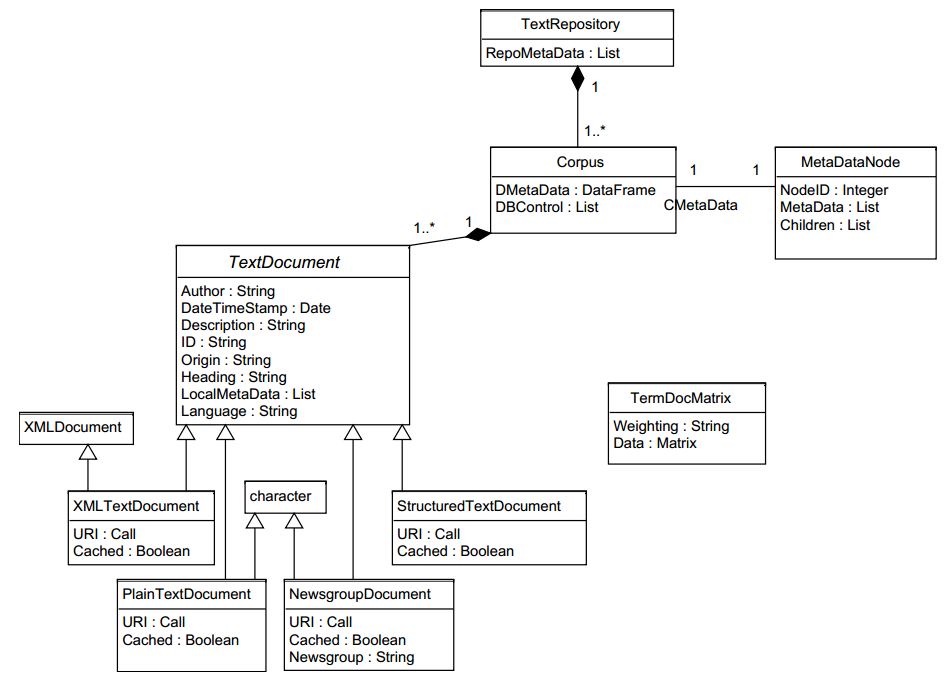 TextRepository
RepoMetaData : List
1
1..*
Corpus
DMetaData : DataFrame
DBControl : List
1
1
CMetaData
MetaDataNode
NodeID : Integer
MetaData : List
Children : List
1..*
1
TextDocument
Author : String
DateTimeStamp : Date
Description : String
ID : String
Origin : String
Heading : String
LocalMetaData : List
Language : String
TermDocMatrix
Weighting : String
Data : Matrix
XMLDocument
XMLTextDocument
URI : Call
Cached : Boolean
character
StructuredTextDocument
URI : Call
Cached : Boolean
PlainTextDocument
URI : Call
Cached : Boolean
NewsgroupDocument
URI : Call
Cached : Boolean
Newsgroup : String